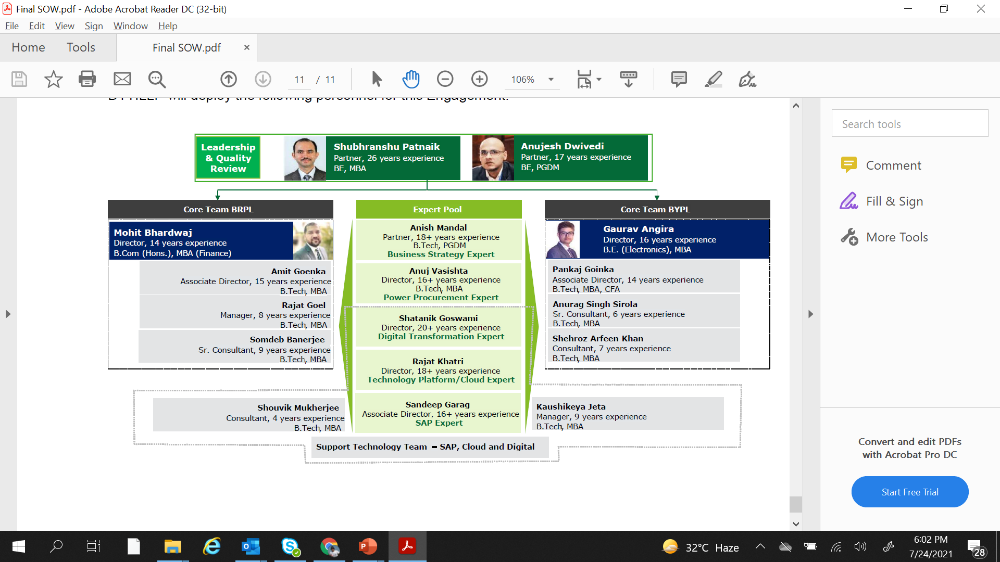 Final SOW.pdf - Adobe Acrobat Reader DC (32-bit)
File Edit View Sign Window Help
Home Tools Final SOW.pdf
11 / 11 106%
will deploy the following personnel for this Engagement:
Search tools
Comment
Fill & Sign
More Tools
Convert and edit PDFs
with Acrobat Pro DC
Start Free Trial
Leadership
& Quality
Review
Shubhranshu Patnaik
Partner, 26 years experience
BE, MBA
Anujesh Dwivedi
Partner, 17 years experience
BE, PGDM
Core Team BRPL
Mohit Bhardwaj
Director, 14 years experience
B.Com (Hons.), MBA (Finance)
Amit Goenka
Associate Director, 15 years experience
B.Tech, MBA
Rajat Goel
Manager, 8 years experience
B.Tech, MBA
Somdeb Banerjee
Sr. Consultant, 9 years experience
B.Tech, MBA
Shouvik Mukherjee
Consultant, 4 years experience
B.Tech, MBA
Expert Pool
Anish Mandal
Partner, 18+ years experience
B.Tech, PGDM
Business Strategy Expert
Anuj Vasishta
Director, 16+ years experience
B.Tech, MBA
Power Procurement Expert
Shatanik Goswami
Director, 20+ years experience
Digital Transformation Expert
Rajat Khatri
Director, 18+ years experience
Technology Platform/Cloud Expert
Sandeep Garag
Associate Director, 16+ years experience
SAP Expert
Core Team BYPL
Gaurav Angira
Director, 16 years experience
B.E. (Electronics), MBA
Pankaj Goinka
Associate Director, 14 years experience
B.Tech, MBA, CFA
Anurag Singh Sirola
Sr. Consultant, 6 years experience
B.Tech, MBA
Shehroz Arfeen Khan
Consultant, 7 years experience
B.Tech, MBA
Kaushikeya Jeta
Manager, 9 years experience
B.Tech, MBA
Support Technology Team – SAP, Cloud and Digital
32°C Haze
6:02 PM
7/24/2021
28